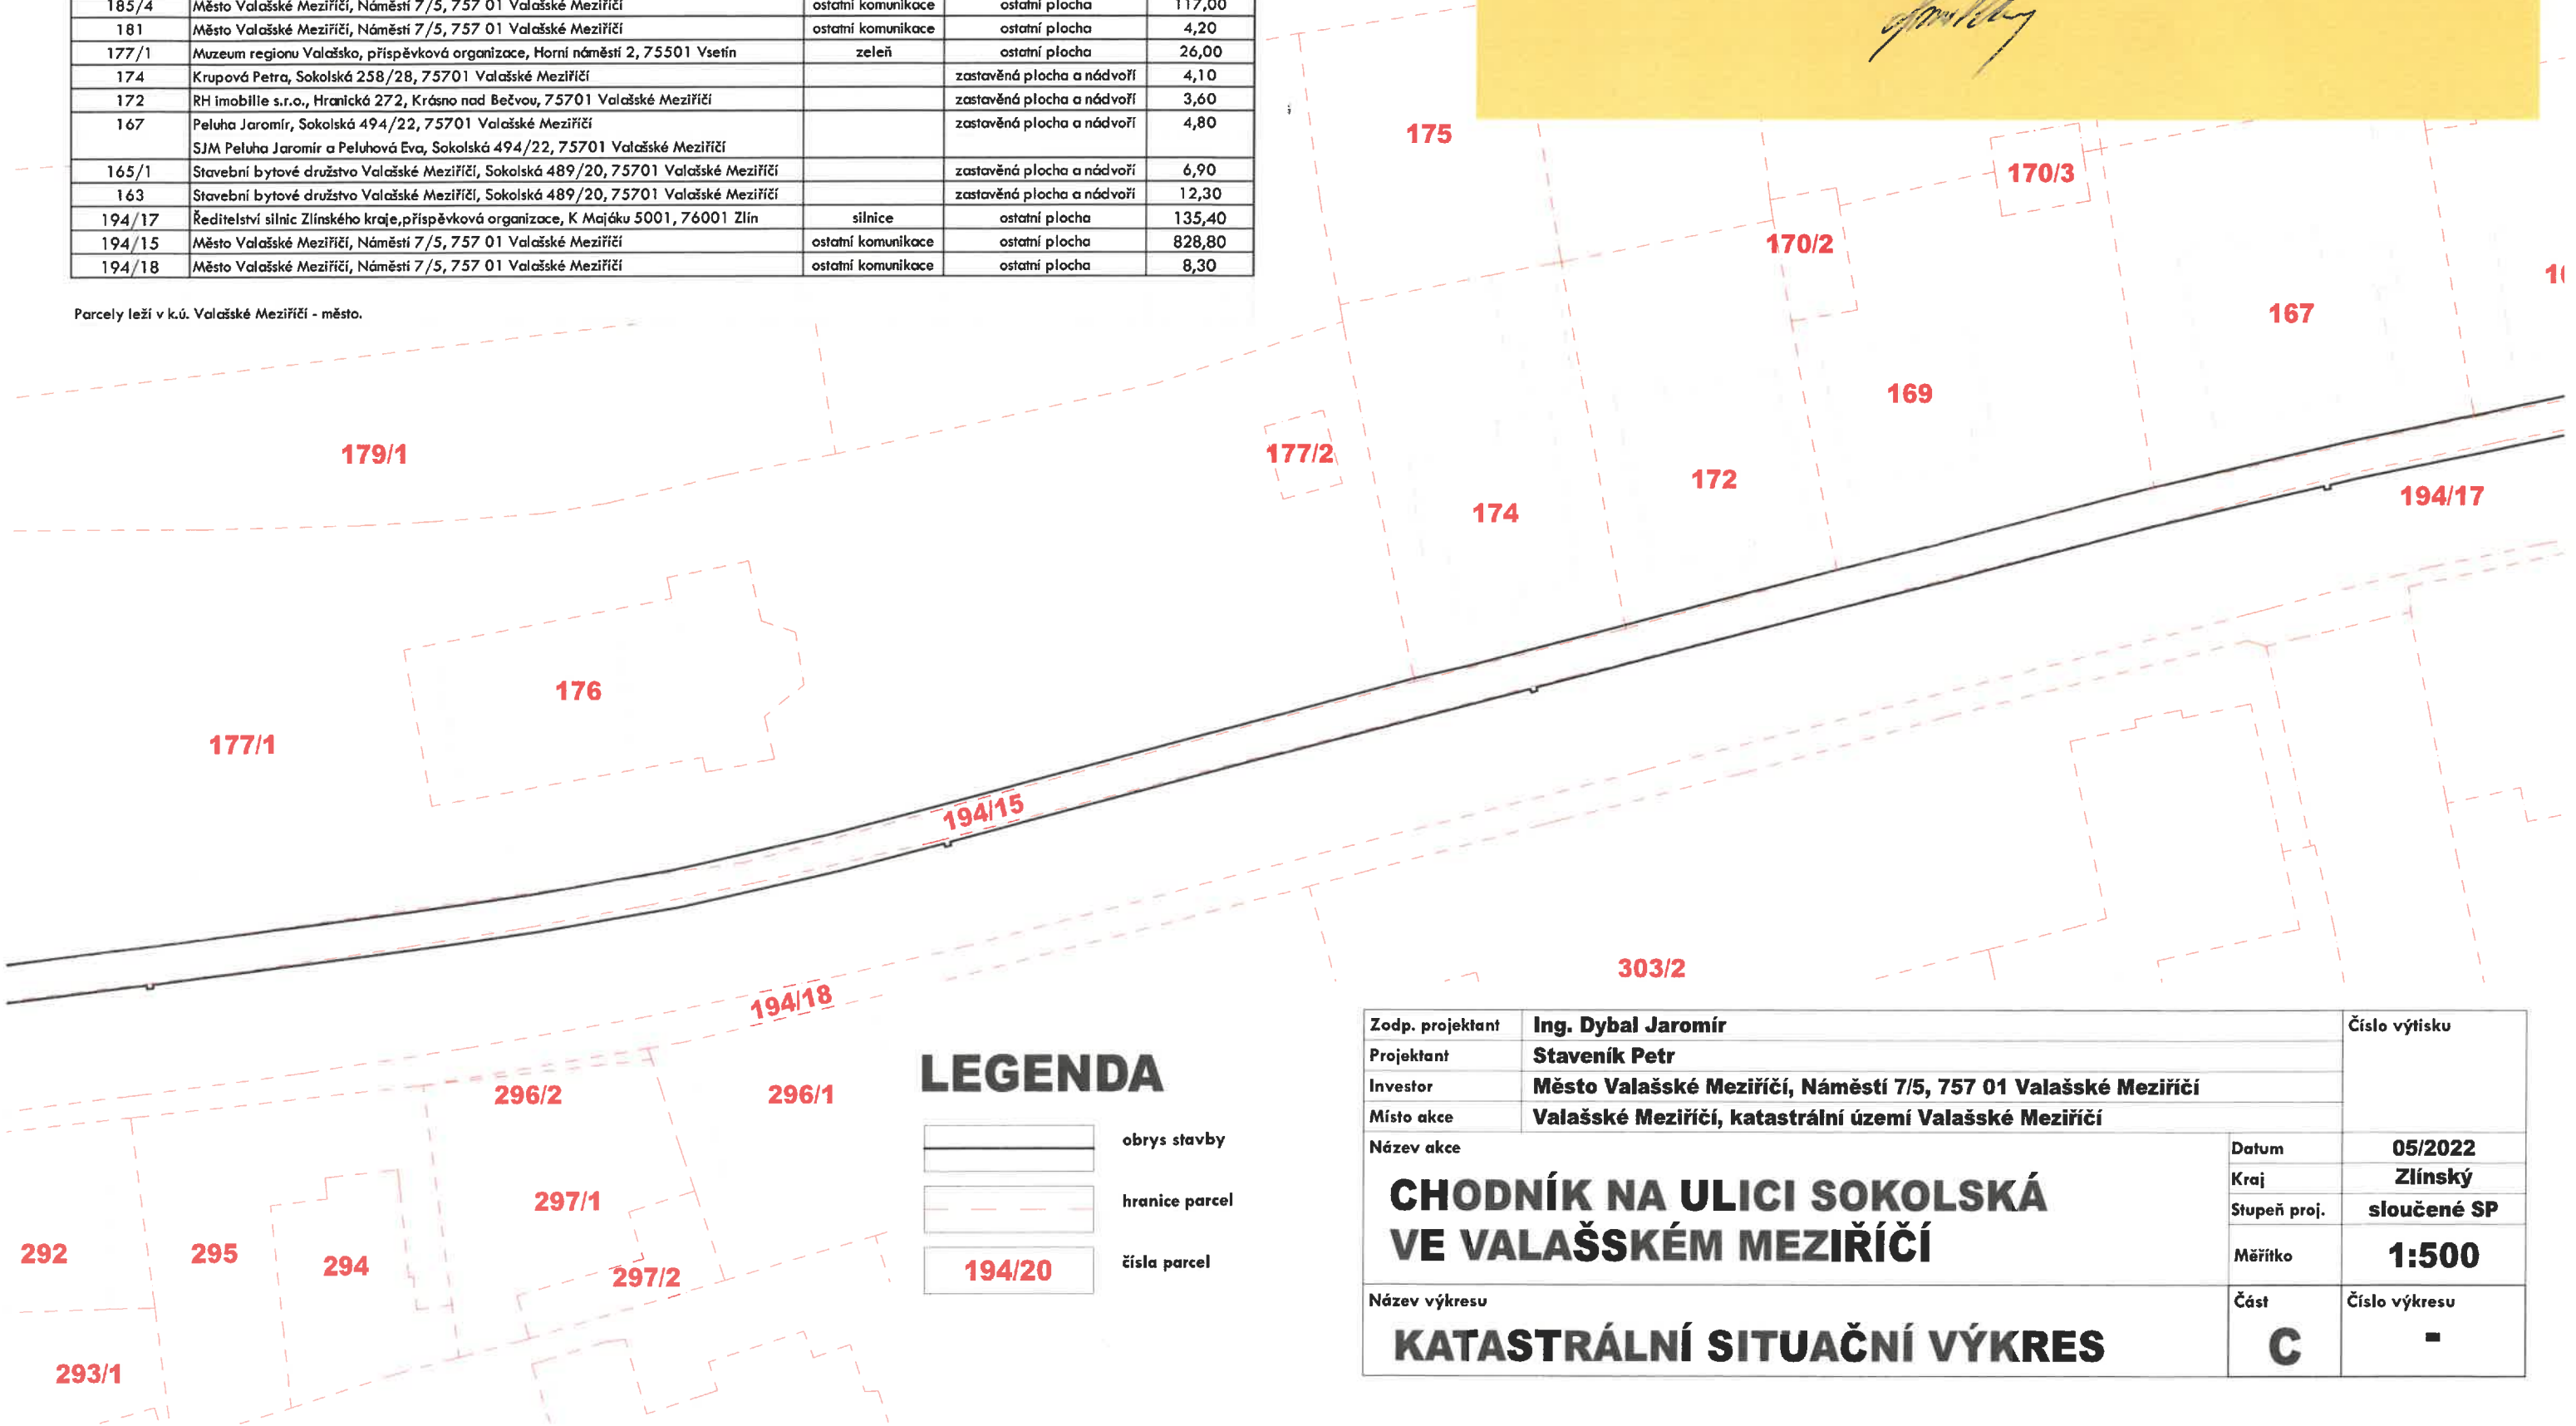 185/4 Město Valašské Meziříčí, Náměstí 7/5, 757 01 Valašské Meziříčí ostatní komunikace ostatní plocha 117,00
181 Město Valašské Meziříčí, Náměstí 7/5, 757 01 Valašské Meziříčí ostatní komunikace ostatní plocha 4,20
177/1 Muzeum regionu Valašsko, příspěvková organizace, Horní náměstí 2, 75501 Vsetín zeleň ostatní plocha 26,00
174 Krupová Petra, Sokolská 258/28, 75701 Valašské Meziříčí zastavěná plocha a nádvoří 4,10
172 RH imobilie s.r.o., Hranická 272, Krásno nad Bečvou, 75701 Valašské Meziříčí zastavěná plocha a nádvoří 3,60
167 Peluha Jaromír, Sokolská 494/22, 75701 Valašské Meziříčí zastavěná plocha a nádvoří 4,80
SJM Peluha Jaromír a Peluhová Eva, Sokolská 494/22, 75701 Valašské Meziříčí
165/1 Stavební bytové družstvo Valašské Meziříčí, Sokolská 489/20, 75701 Valašské Meziříčí zastavěná plocha a nádvoří 6,90
163 Stavební bytové družstvo Valašské Meziříčí, Sokolská 489/20, 75701 Valašské Meziříčí zastavěná plocha a nádvoří 12,30
194/17 Ředitelství silnic Zlínského kraje,příspěvková organizace, K Majáku 5001, 76001 Zlín silnice ostatní plocha 135,40
194/15 Město Valašské Meziříčí, Náměstí 7/5, 757 01 Valašské Meziříčí ostatní komunikace ostatní plocha 828,80
194/18 Město Valašské Meziříčí, Náměstí 7/5, 757 01 Valašské Meziříčí ostatní komunikace ostatní plocha 8,30
Parcely leží v k.ú. Valašské Meziříčí - město.
175
170/3
170/2
167
169
179/1
177/2
172
194/17
174
176
177/1
194/15
303/2
194/18
296/2
296/1
297/1
292
295
294
297/2
293/1
LEGENDA
obrys stavby
hranice parcel
194/20 čísla parcel
Zodp. projektant Ing. Dybal Jaromír Číslo výtisku
Projektant Staveník Petr
Investor Město Valašské Meziříčí, Náměstí 7/5, 757 01 Valašské Meziříčí
Místo akce Valašské Meziříčí, katastrální území Valašské Meziříčí
Název akce
CHODNÍK NA ULICI SOKOLSKÁ
VE VALAŠSKÉM MEZIŘÍČÍ
Datum 05/2022
Kraj Zlínský
Stupeň proj. sloučené SP
Měřítko 1:500
Název výkresu
KATASTRÁLNÍ SITUAČNÍ VÝKRES
Část
C
Číslo výkresu
-